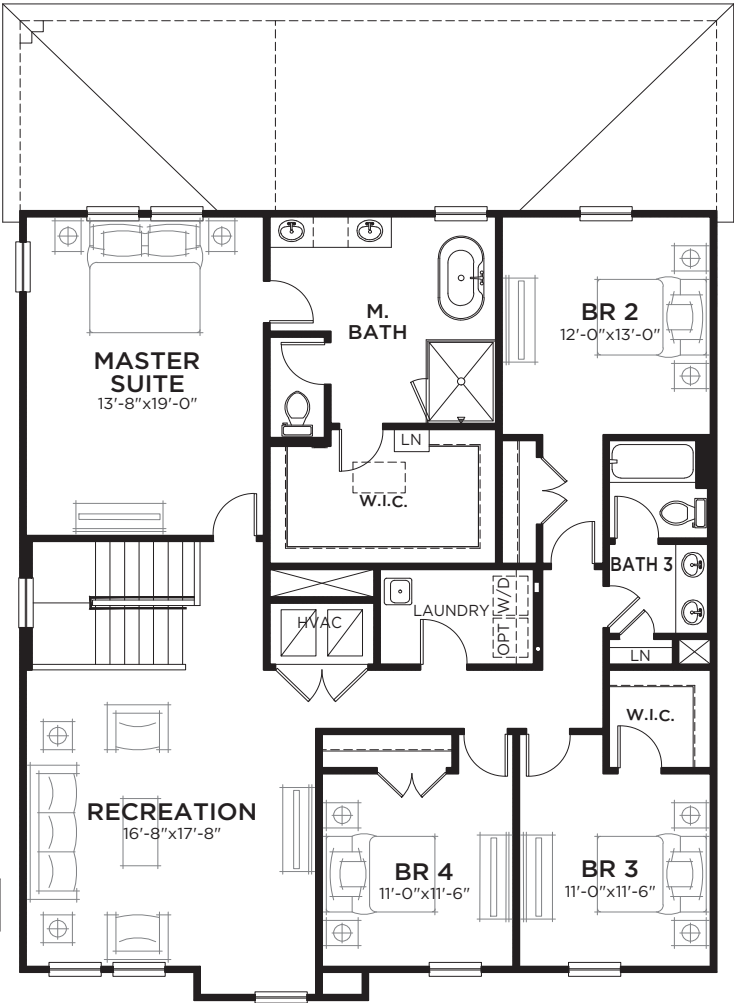 M.
BATH
BR 2
12'-0"x13'-0"
MASTER
SUITE
13'-8"x19'-0"
LN
W.I.C.
BATH 3
HVAC
LAUNDRY
OPT W/D
LN
W.I.C.
RECREATION
16'-8"x17'-8"
BR 4
11'-0"x11'-6"
BR 3
11'-0"x11'-6"